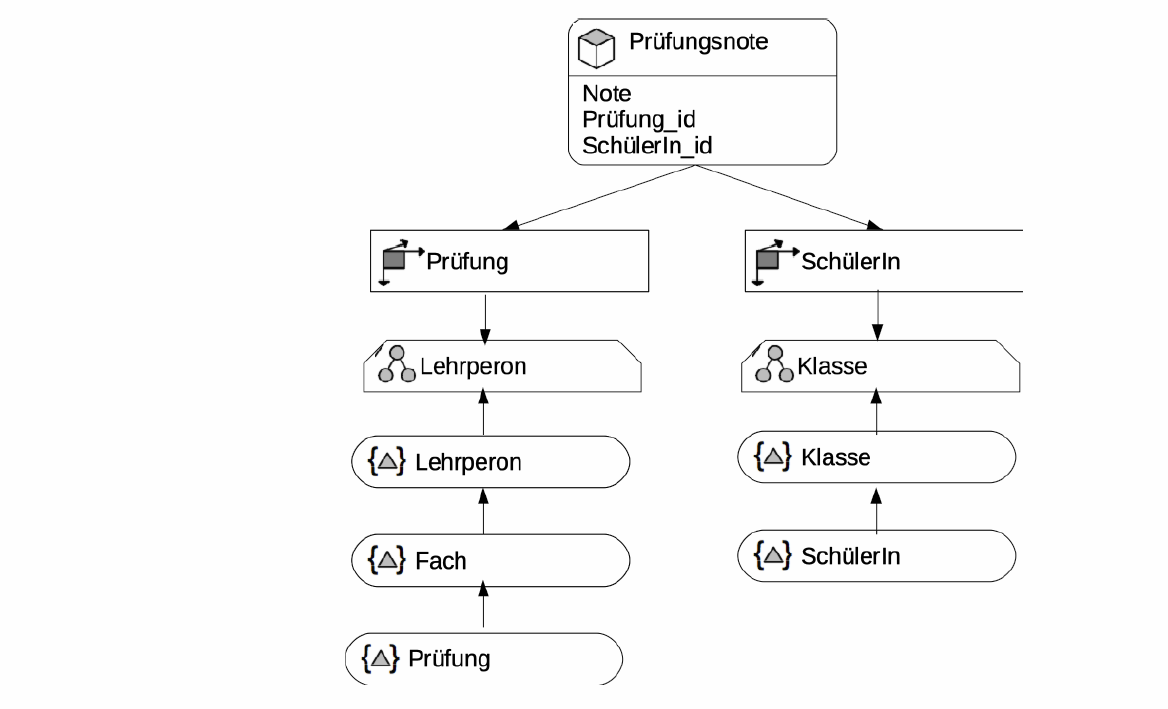 Prüfungsnote
Note
Prüfung_id
SchülerIn_id
Prüfung
SchülerIn
Lehrperon
Klasse
{△} Lehrperon
{△} Klasse
{△} Fach
{△} SchülerIn
{△} Prüfung